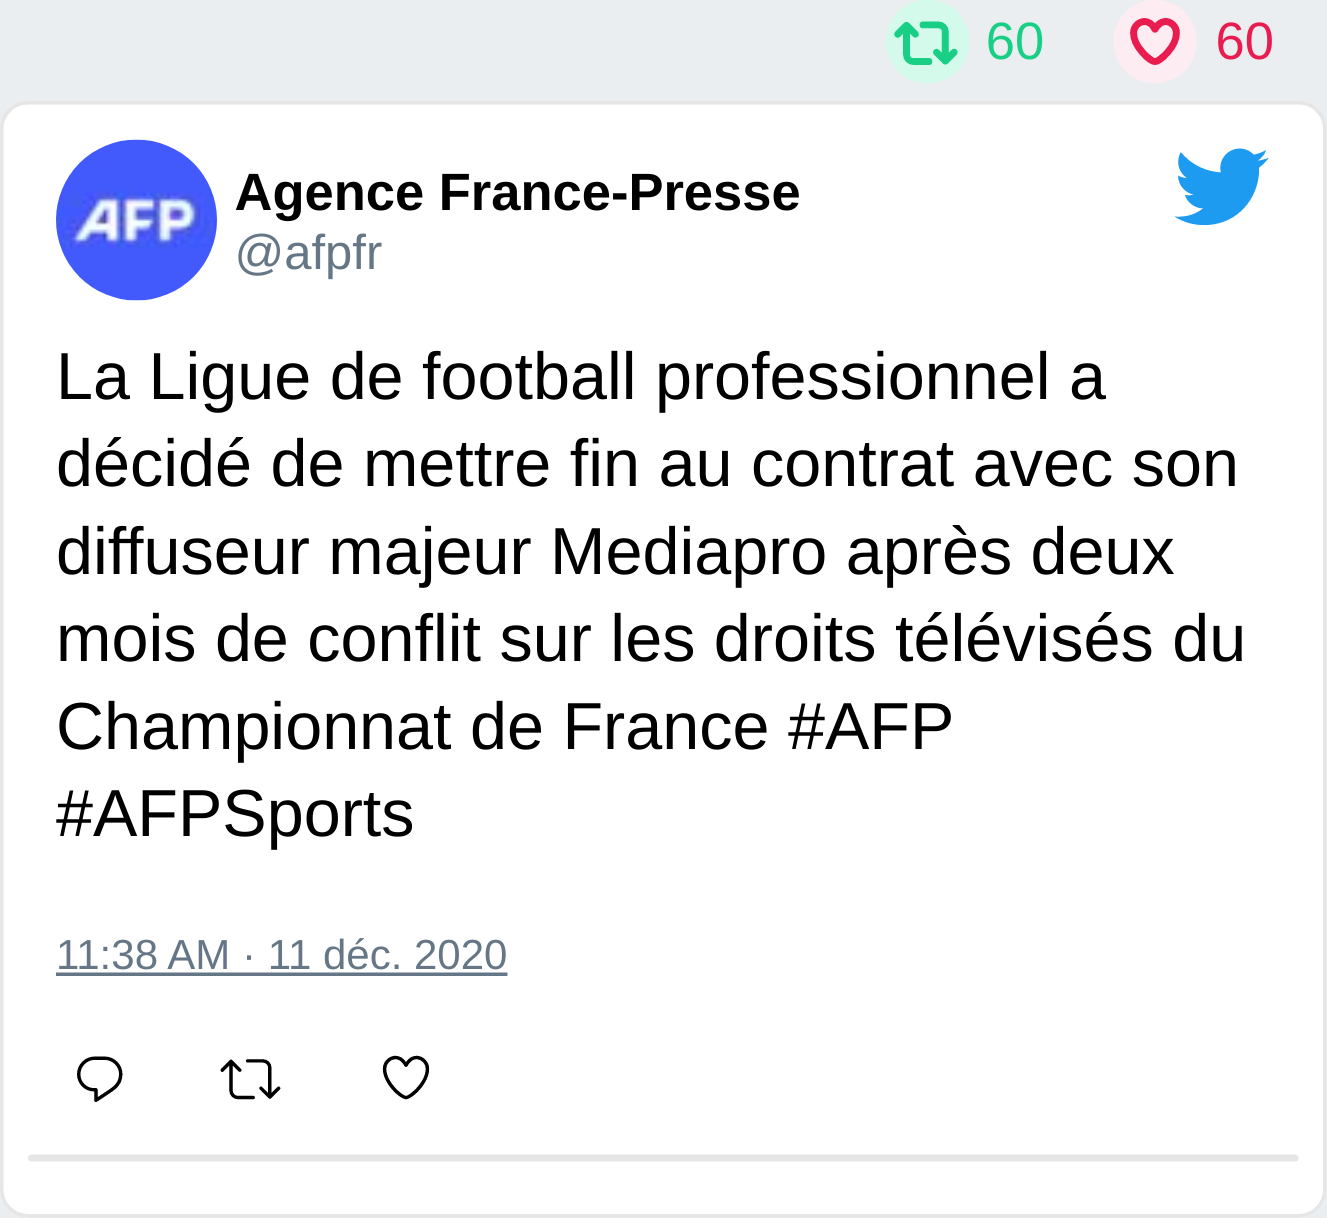 60 60
AFP
Agence France-Presse
@afpfr
La Ligue de football professionnel a
décidé de mettre fin au contrat avec son
diffuseur majeur Mediapro après deux
mois de conflit sur les droits télévisés du
Championnat de France #AFP
#AFPSports
11:38 AM · 11 déc. 2020